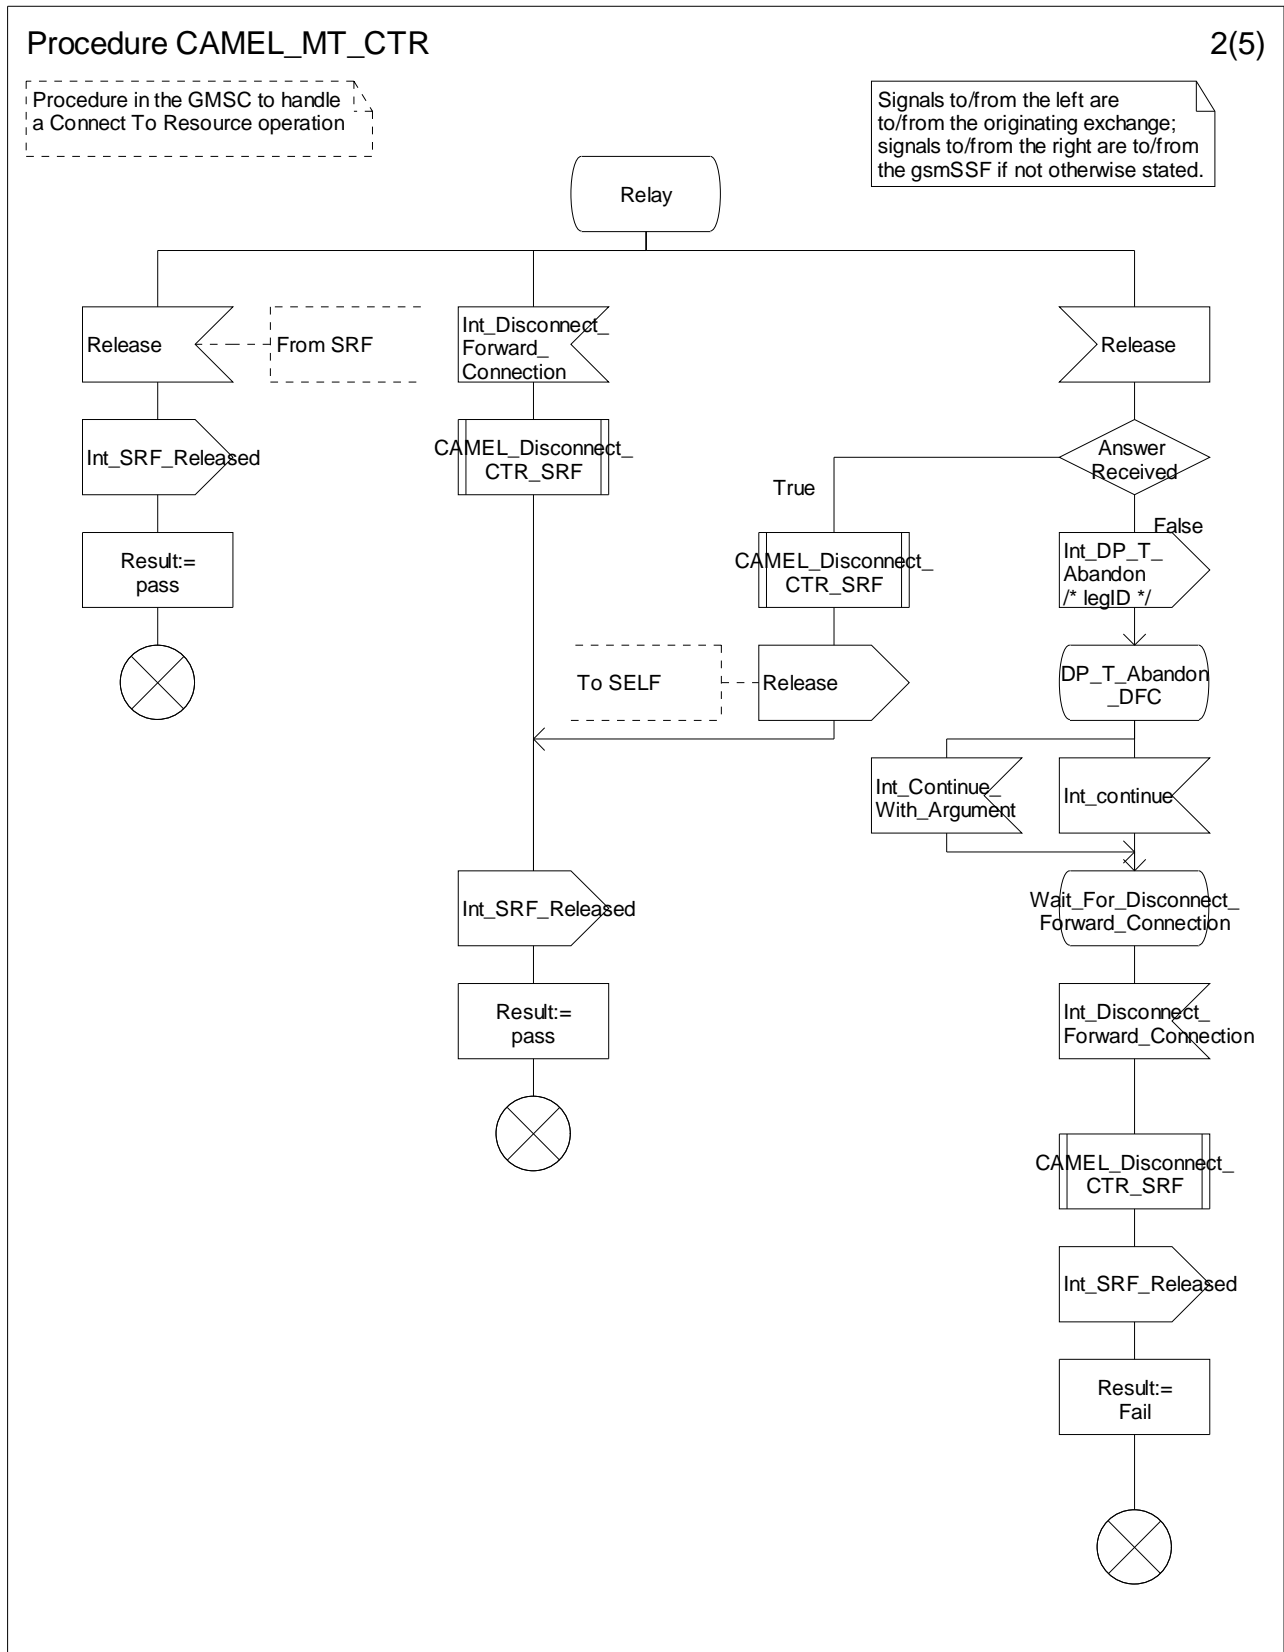 Procedure CAMEL_MT_CTR
2(5)
Procedure in the GMSC to handle
a Connect To Resource operation
Signals to/from the left are
to/from the originating exchange;
signals to/from the right are to/from
the gsmSSF if not otherwise stated.
Relay
Release
From SRF
Int_Disconnect_
Forward_
Connection
Release
Int_SRF_Released
CAMEL_Disconnect_
CTR_SRF
Answer
Received
True
False
Result:=
pass
CAMEL_Disconnect_
CTR_SRF
Int_DP_T_
Abandon
/* legID */
To SELF
Release
DP_T_Abandon
_DFC
Int_Continue_
With_Argument
Int_continue
Int_SRF_Released
Wait_For_Disconnect_
Forward_Connection
Result:=
pass
Int_Disconnect_
Forward_Connection
CAMEL_Disconnect_
CTR_SRF
Int_SRF_Released
Result:=
Fail